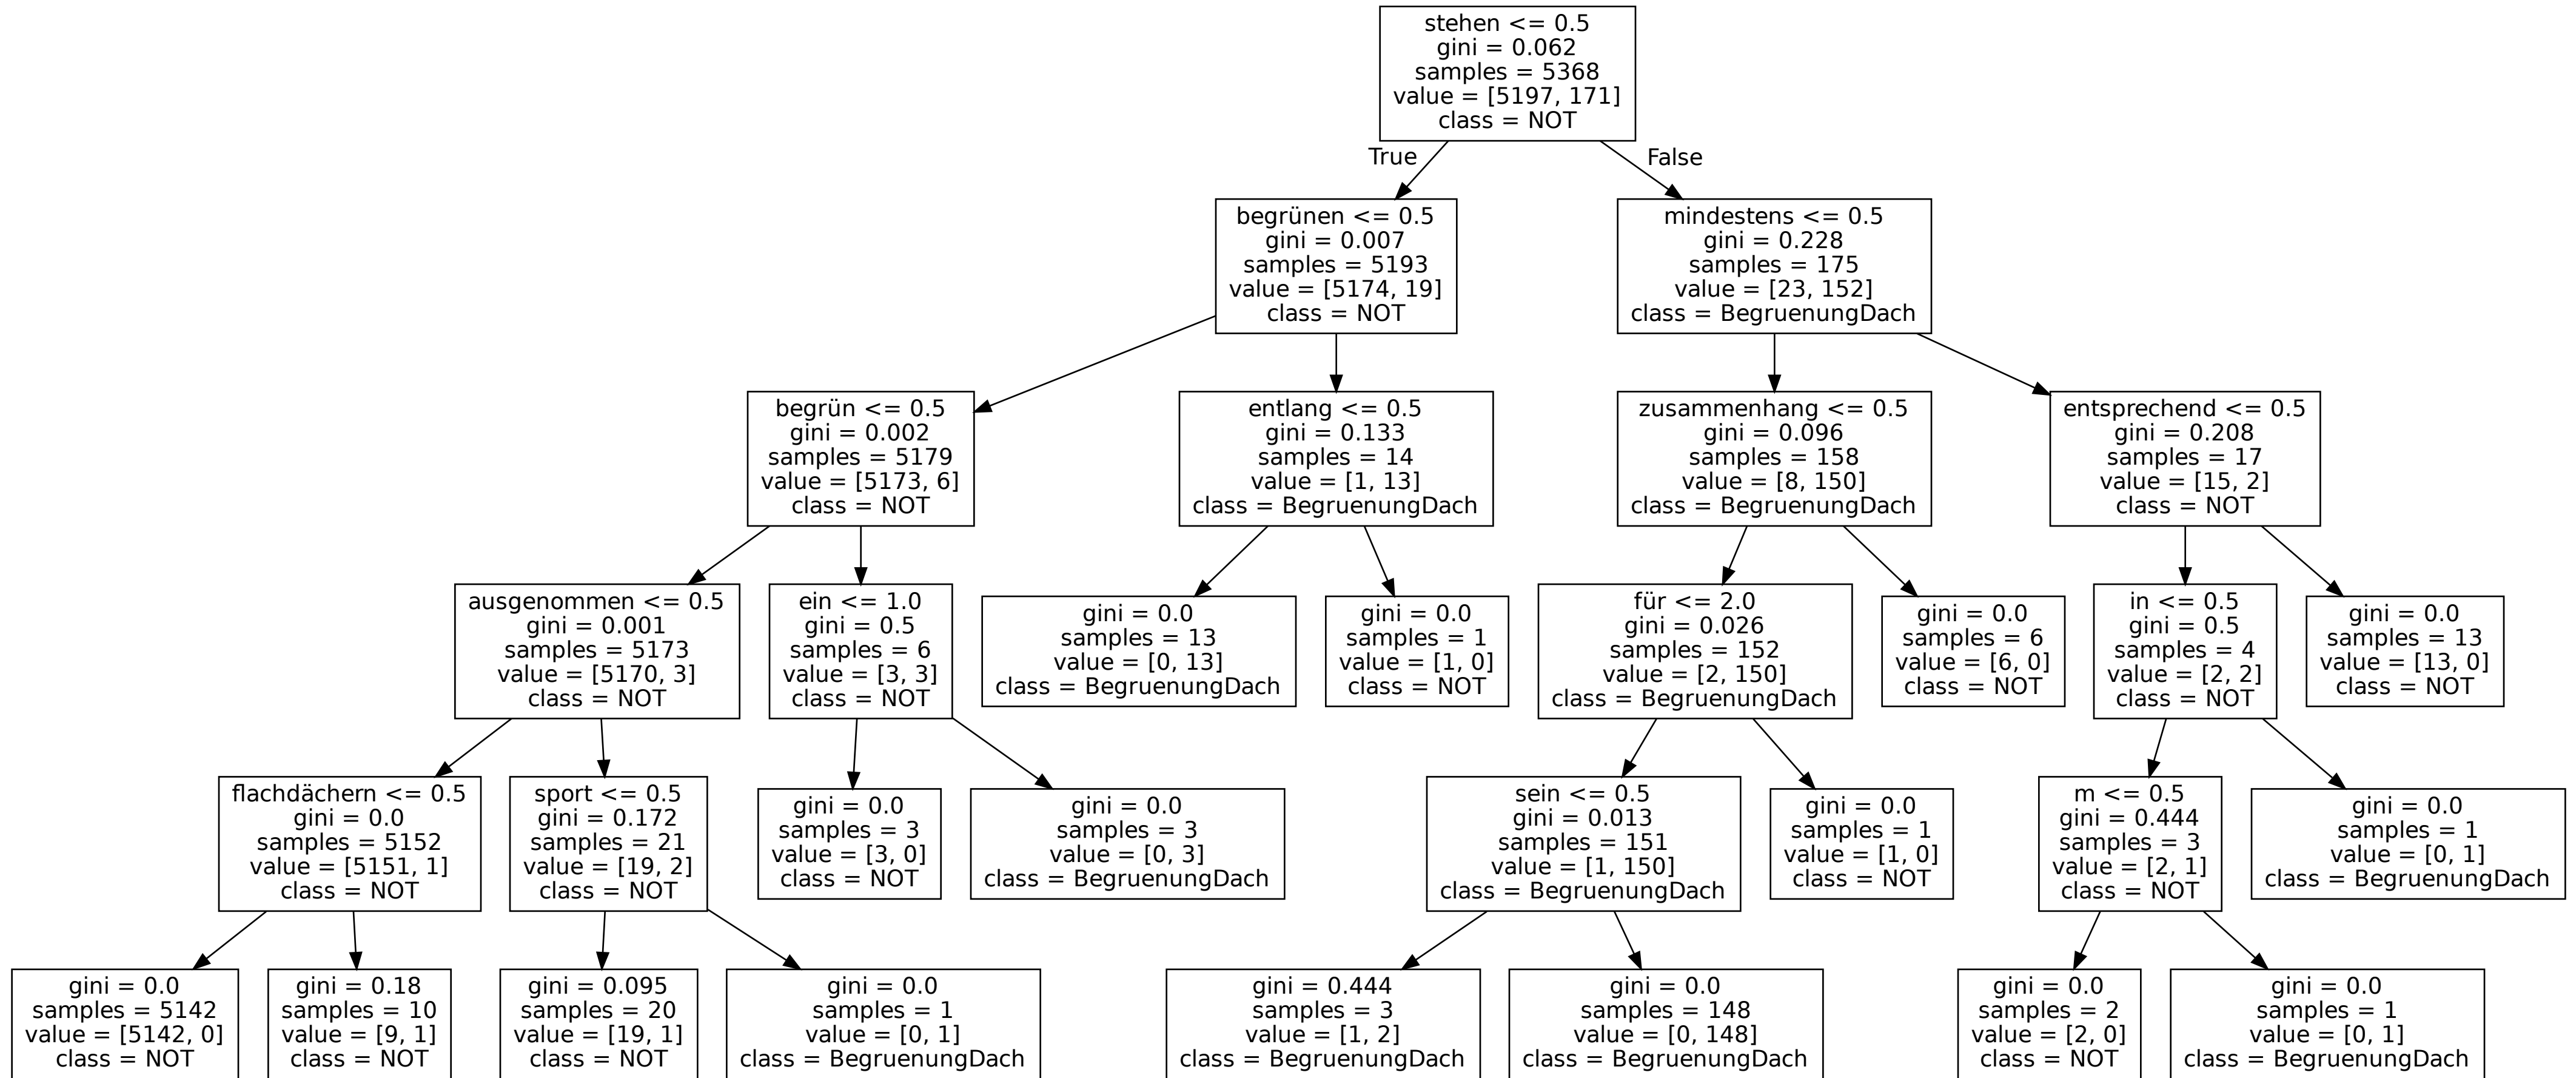 stehen <= 0.5
gini = 0.062
samples = 5368
value = [5197, 171]
class = NOT
True
False
begrünen <= 0.5
gini = 0.007
samples = 5193
value = [5174, 19]
class = NOT
mindestens <= 0.5
gini = 0.228
samples = 175
value = [23, 152]
class = BegruenungDach
begrün <= 0.5
gini = 0.002
samples = 5179
value = [5173, 6]
class = NOT
entlang <= 0.5
gini = 0.133
samples = 14
value = [1, 13]
class = BegruenungDach
zusammenhang <= 0.5
gini = 0.096
samples = 158
value = [8, 150]
class = BegruenungDach
entsprechend <= 0.5
gini = 0.208
samples = 17
value = [15, 2]
class = NOT
ausgenommen <= 0.5
gini = 0.001
samples = 5173
value = [5170, 3]
class = NOT
ein <= 1.0
gini = 0.5
samples = 6
value = [3, 3]
class = NOT
gini = 0.0
samples = 13
value = [0, 13]
class = BegruenungDach
gini = 0.0
samples = 1
value = [1, 0]
class = NOT
für <= 2.0
gini = 0.026
samples = 152
value = [2, 150]
class = BegruenungDach
gini = 0.0
samples = 6
value = [6, 0]
class = NOT
in <= 0.5
gini = 0.5
samples = 4
value = [2, 2]
class = NOT
gini = 0.0
samples = 13
value = [13, 0]
class = NOT
flachdächern <= 0.5
gini = 0.0
samples = 5152
value = [5151, 1]
class = NOT
sport <= 0.5
gini = 0.172
samples = 21
value = [19, 2]
class = NOT
gini = 0.0
samples = 3
value = [3, 0]
class = NOT
gini = 0.0
samples = 3
value = [0, 3]
class = BegruenungDach
sein <= 0.5
gini = 0.013
samples = 151
value = [1, 150]
class = BegruenungDach
gini = 0.0
samples = 1
value = [1, 0]
class = NOT
m <= 0.5
gini = 0.444
samples = 3
value = [2, 1]
class = NOT
gini = 0.0
samples = 1
value = [0, 1]
class = BegruenungDach
gini = 0.0
samples = 5142
value = [5142, 0]
class = NOT
gini = 0.18
samples = 10
value = [9, 1]
class = NOT
gini = 0.095
samples = 20
value = [19, 1]
class = NOT
gini = 0.0
samples = 1
value = [0, 1]
class = BegruenungDach
gini = 0.444
samples = 3
value = [1, 2]
class = BegruenungDach
gini = 0.0
samples = 148
value = [0, 148]
class = BegruenungDach
gini = 0.0
samples = 2
value = [2, 0]
class = NOT
gini = 0.0
samples = 1
value = [0, 1]
class = BegruenungDach